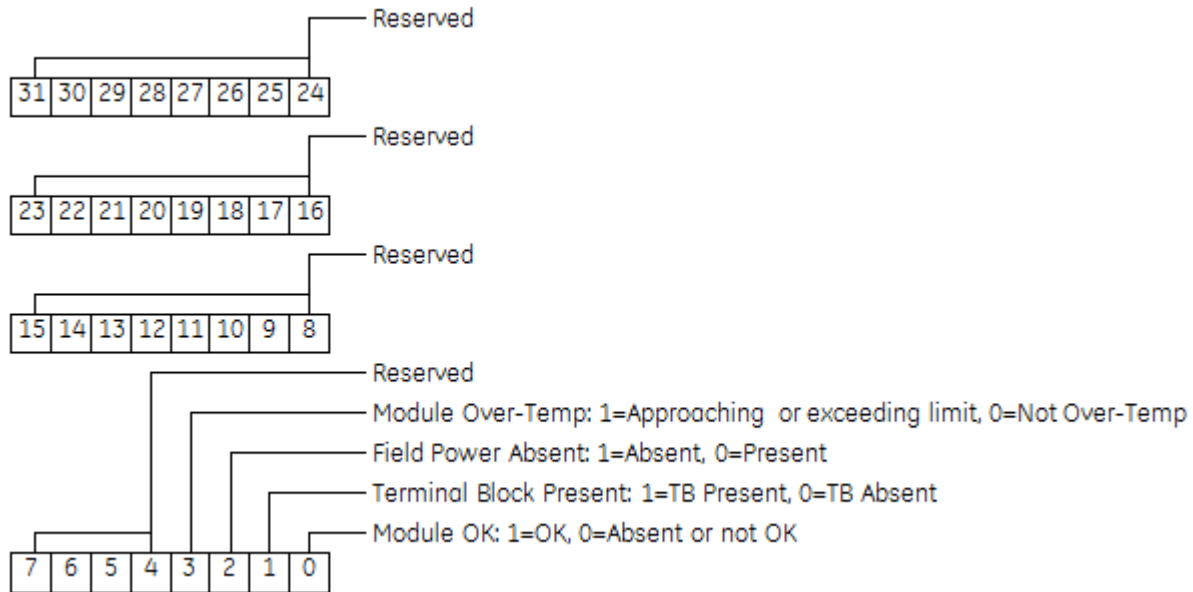 Reserved
31 30 29 28 27 26 25 24
Reserved
23 22 21 20 19 18 17 16
Reserved
15 14 13 12 11 10 9 8
Reserved
Module Over-Temp: 1=Approaching or exceeding limit, 0=Not Over-Temp
Field Power Absent: 1=Absent, 0=Present
Terminal Block Present: 1=TB Present, 0=TB Absent
Module OK: 1=OK, 0=Absent or not OK
7 6 5 4 3 2 1 0